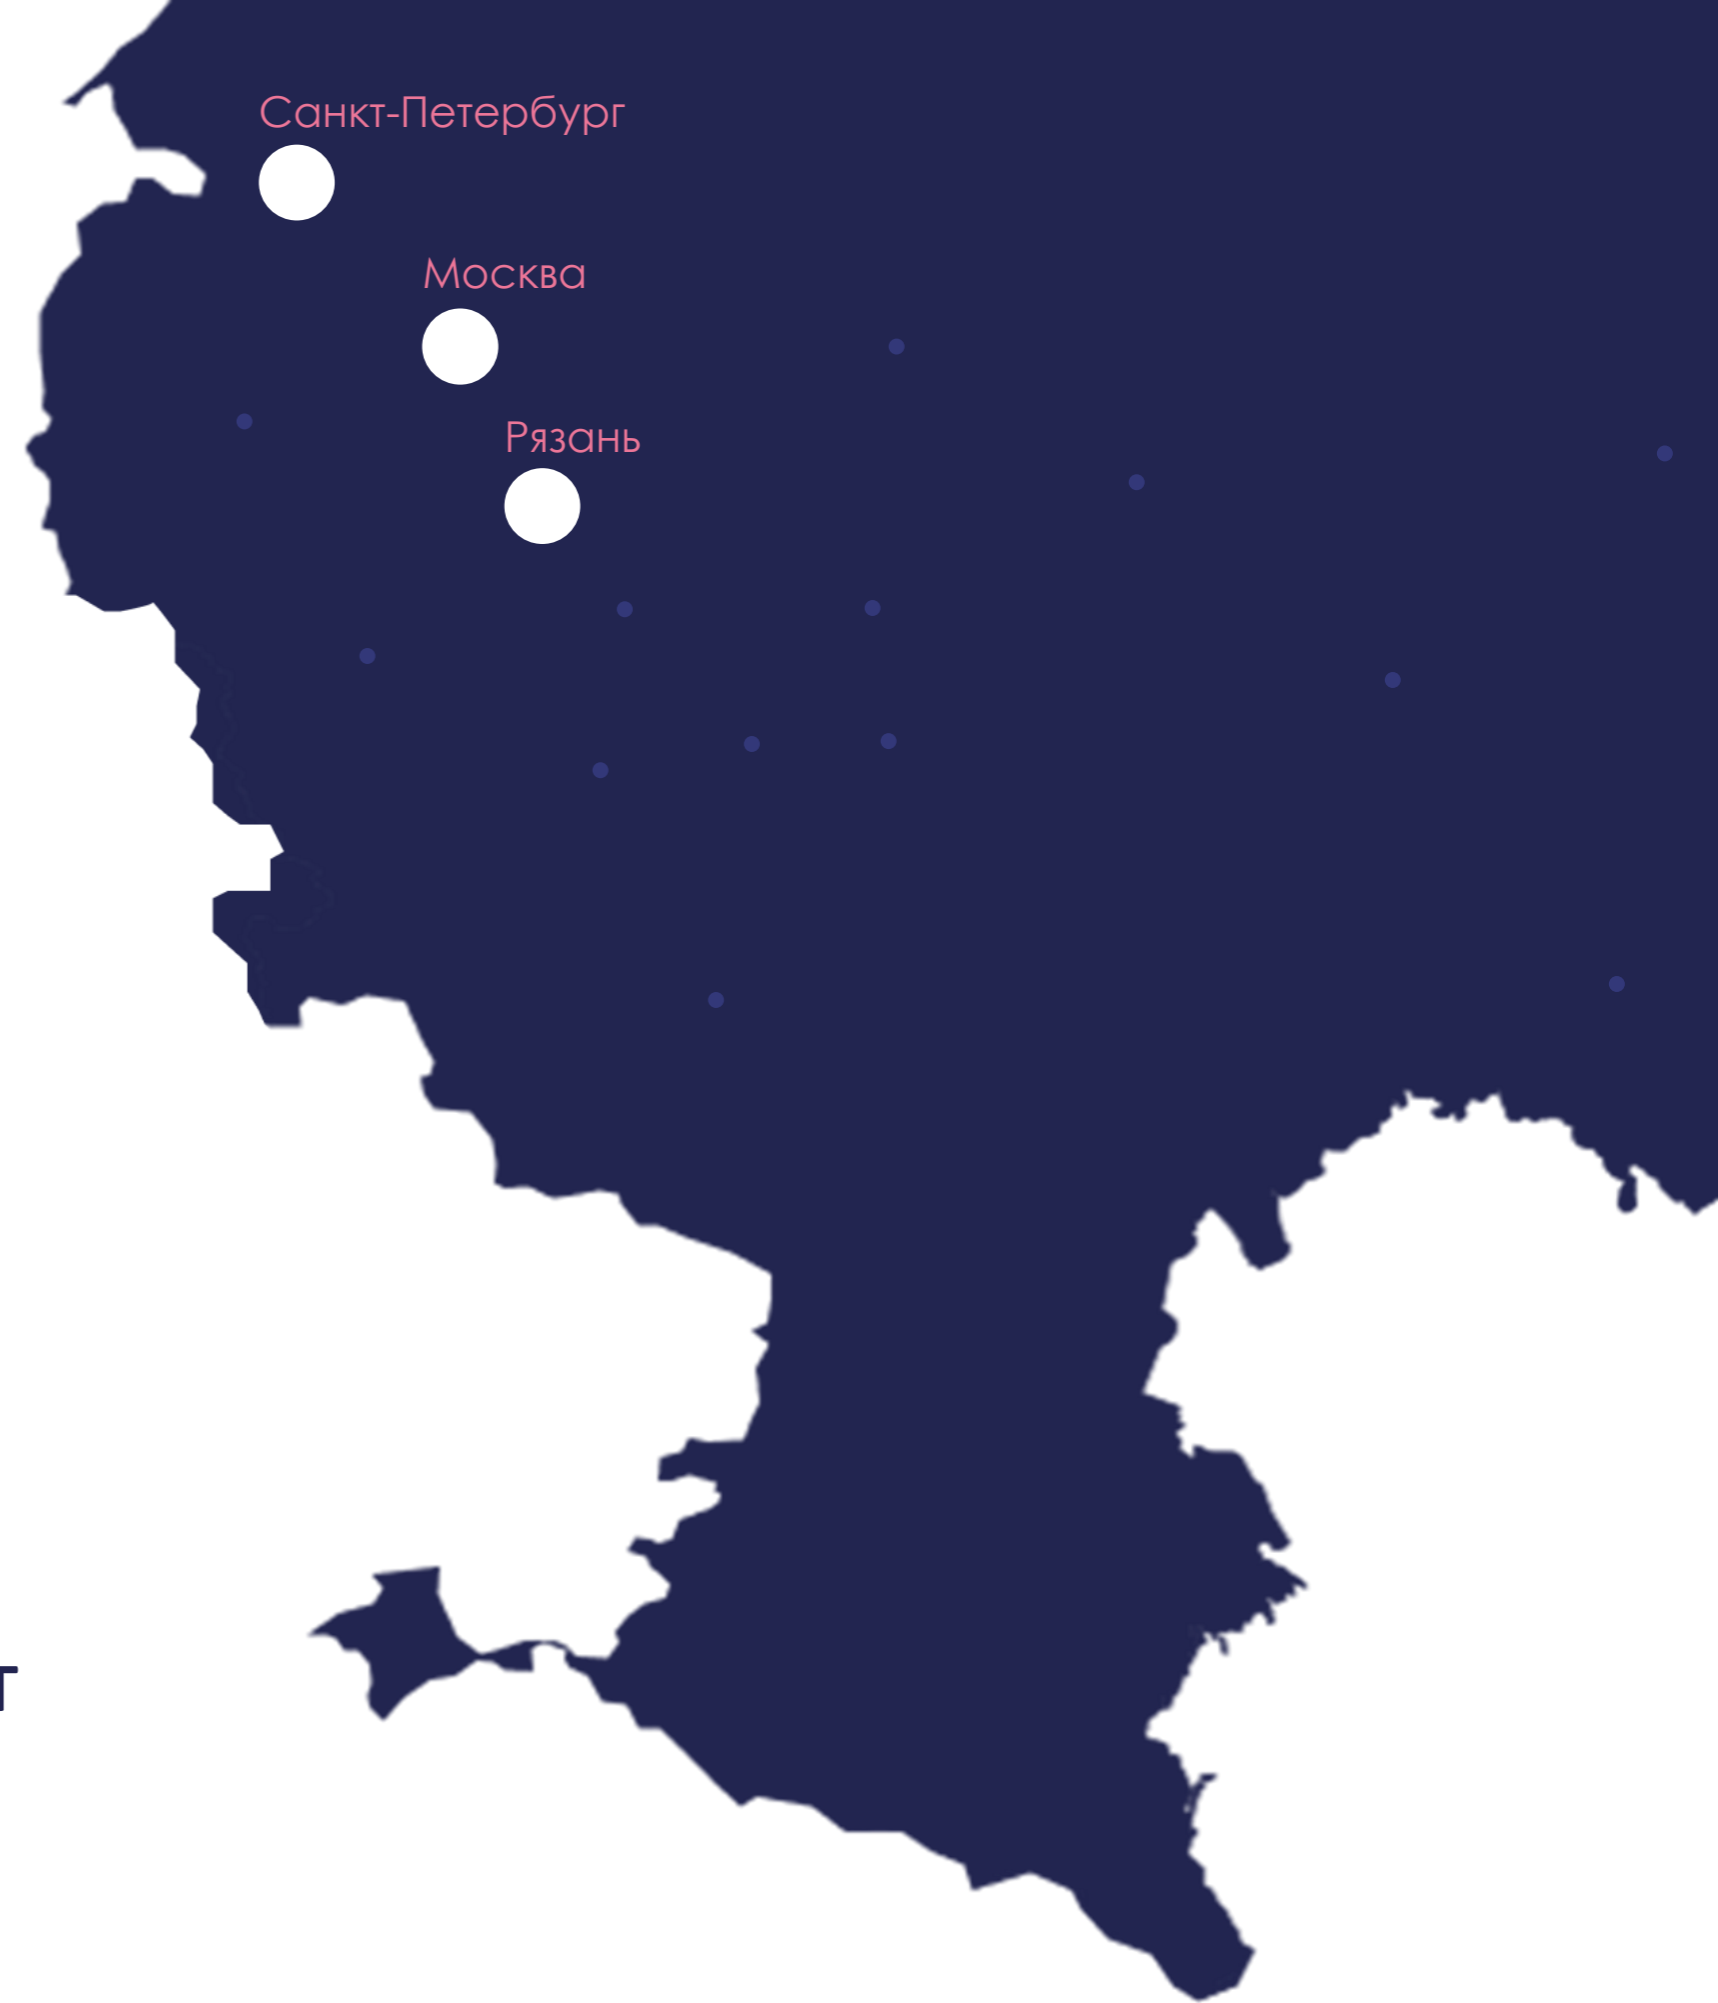 Санкт-Петербург
Москва
Рязань
т